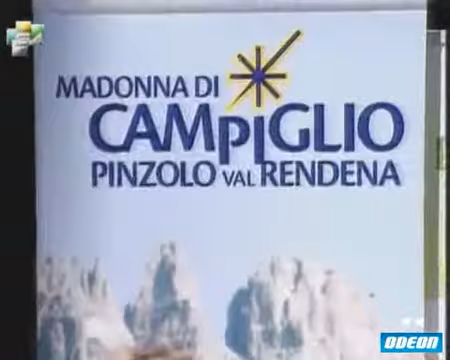 MADONNA DI
CAMPIGLIO
PINZOLO VAL RENDENA
ODEON